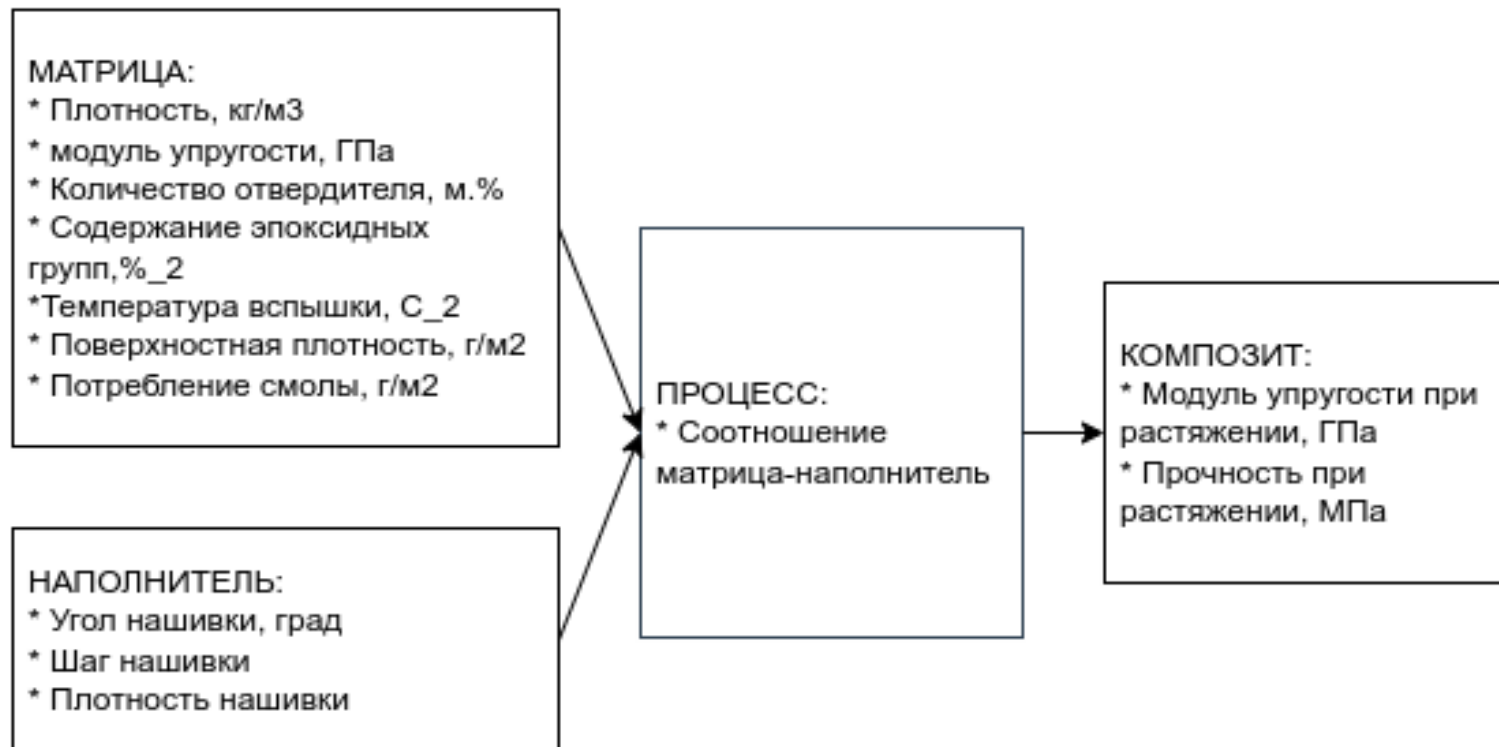 МАТРИЦА:
* Плотность, кг/м3
* модуль упругости, ГПа
* Количество отвердителя, м.%
* Содержание эпоксидных
групп,%_2
*Температура вспышки, С_2
* Поверхностная плотность, г/м2
* Потребление смолы, г/м2
НАПОЛНИТЕЛЬ:
* Угол нашивки, град
* Шаг нашивки
* Плотность нашивки
ПРОЦЕСС:
* Соотношение
матрица-наполнитель
КОМПОЗИТ:
* Модуль упругости при
растяжении, ГПа
* Прочность при
растяжении, МПа